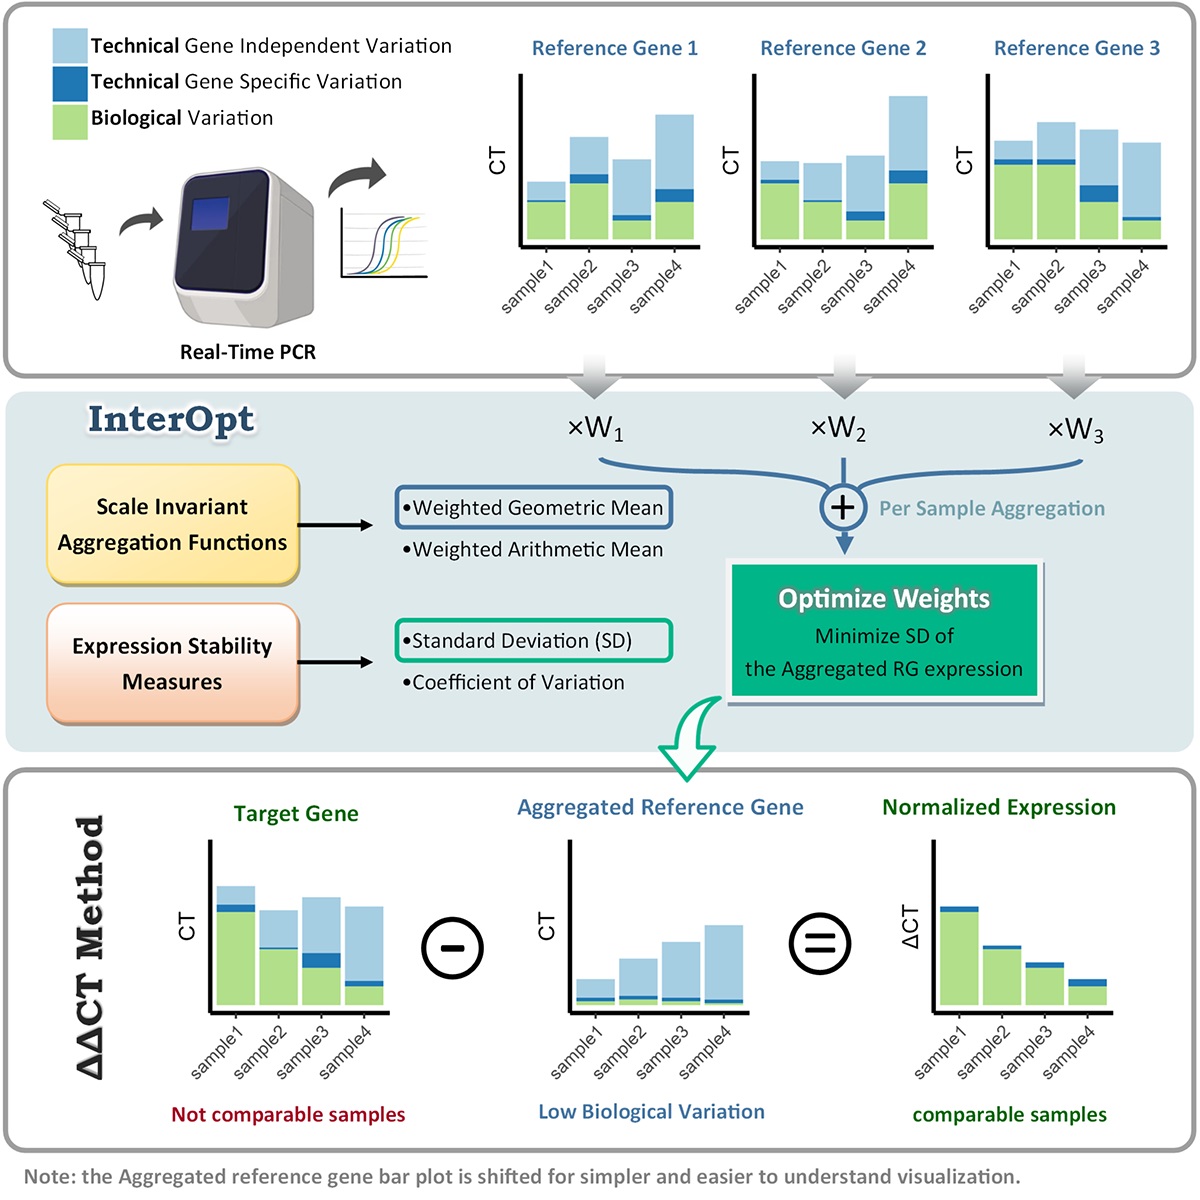 Technical Gene Independent Variation
Technical Gene Specific Variation
Biological Variation
Real-Time PCR
Reference Gene 1
CT
sample1
sample2
sample3
sample4
Reference Gene 2
CT
sample1
sample2
sample3
sample4
Reference Gene 3
CT
sample1
sample2
sample3
sample4
InterOpt
×W1
×W2
×W3
Scale Invariant
Aggregation Functions
•Weighted Geometric Mean
•Weighted Arithmetic Mean
+ Per Sample Aggregation
Expression Stability
Measures
•Standard Deviation (SD)
•Coefficient of Variation
Optimize Weights
Minimize SD of
the Aggregated RG expression
ΔΔCT Method
Target Gene
CT
sample1
sample2
sample3
sample4
Not comparable samples
-
Aggregated Reference Gene
CT
sample1
sample2
sample3
sample4
Low Biological Variation
=
Normalized Expression
ΔCT
sample1
sample2
sample3
sample4
comparable samples
Note: the Aggregated reference gene bar plot is shifted for simpler and easier to understand visualization.